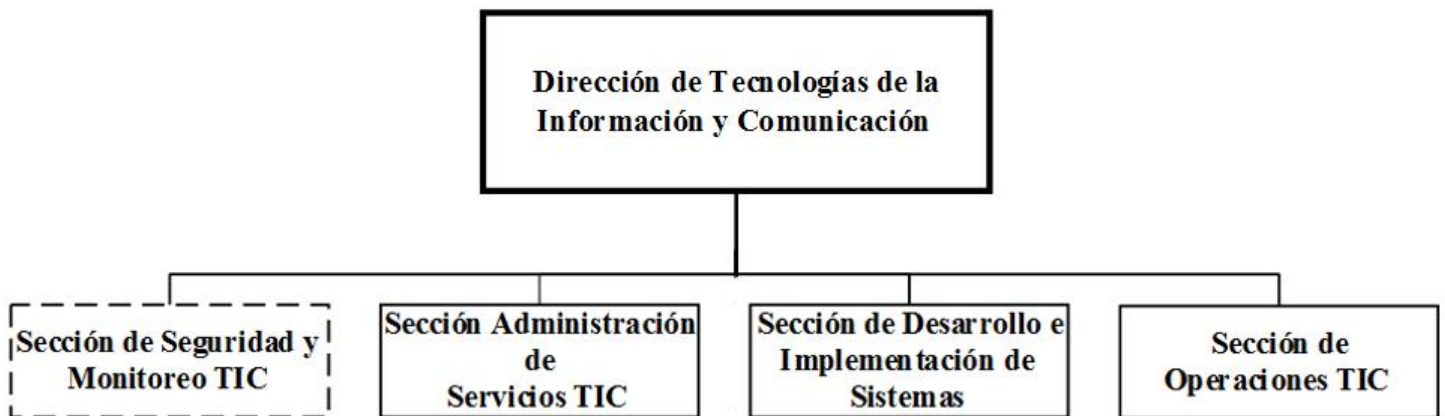 Dirección de Tecnologías de la
Información y Comunicación
Sección de Seguridad y
Monitoreo TIC
Sección Administración
de
Servicios TIC
Sección de Desarrollo e
Implementación de
Sistemas
Sección de
Operaciones TIC